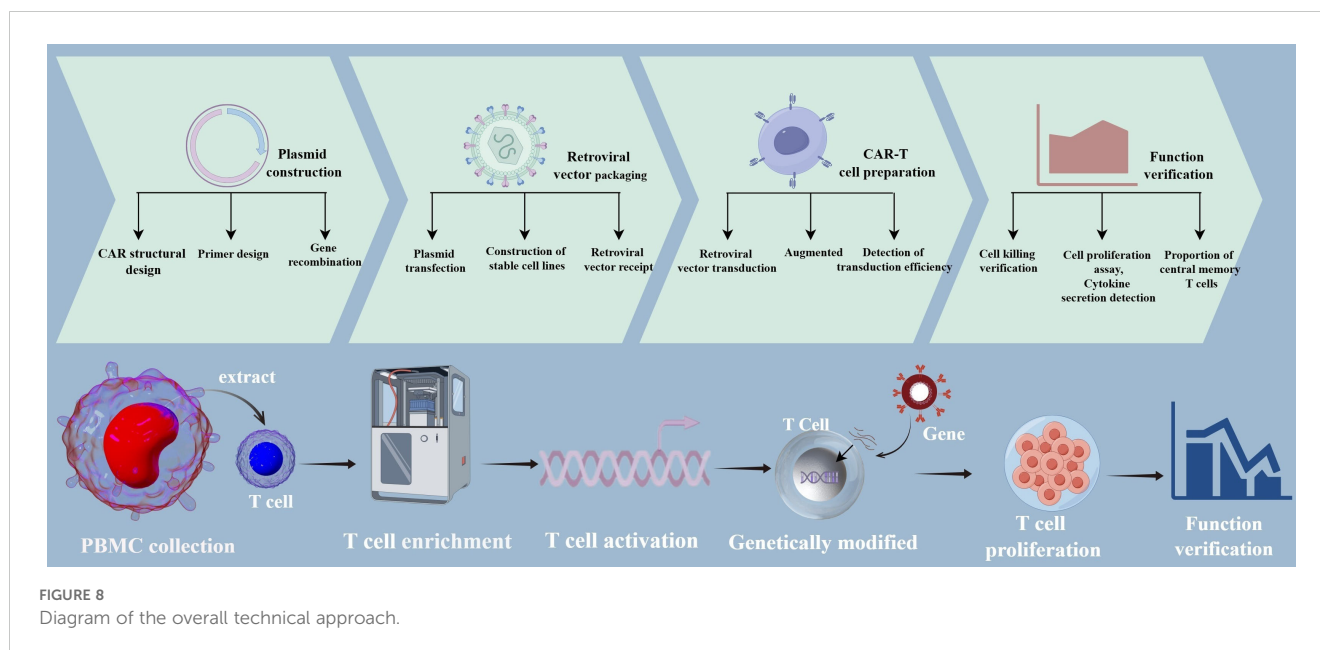 Plasmid
construction
CAR structural
design
Primer design
Gene
recombination
Retroviral
vector packaging
Plasmid
transfection
Construction of
stable cell lines
Retroviral
vector receipt
CAR-T
cell preparation
Retroviral
vector transduction
Augmented
Detection of
transduction efficiency
Function
verification
Cell killing
verification
Cell proliferation
assay,
Cytokine
secretion detection
Proportion of
central memory
T cells
extract
T cell
PBMC collection
T cell enrichment
T cell activation
T Cell
Gene
Genetically modified
T cell
proliferation
Function
verification
FIGURE 8
Diagram of the overall technical approach.